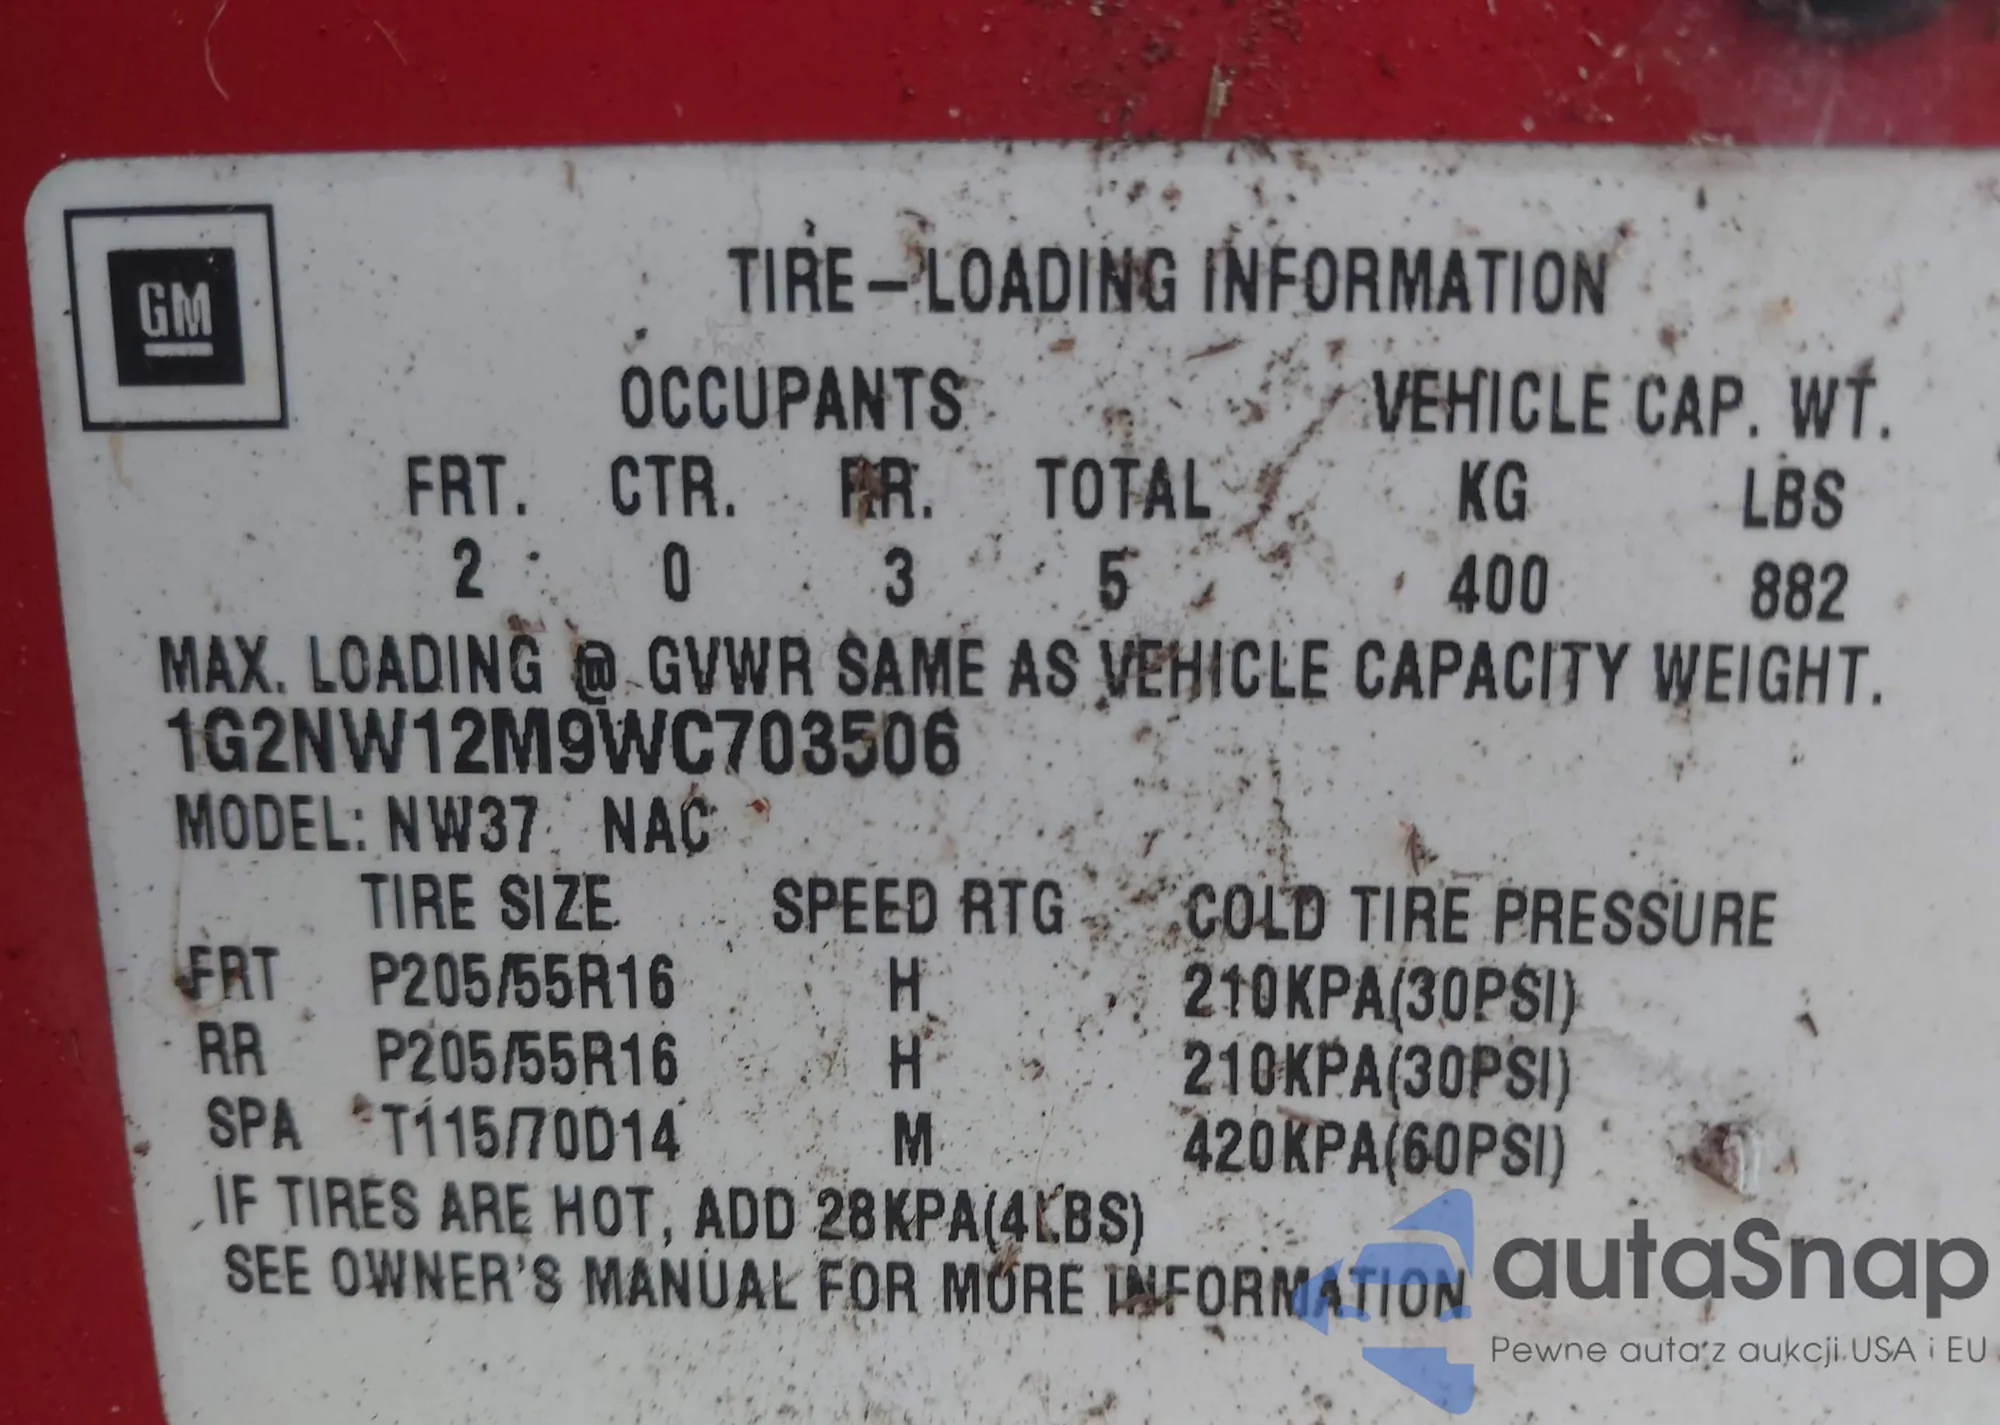 GM
TIRE-LOADING INFORMATION
OCCUPANTS VEHICLE CAP. WT.
FRT. CTR. RR. TOTAL KG LBS
2 0 3 5 400 882
MAX. LOADING @ GVWR SAME AS VEHICLE CAPACITY WEIGHT.
1G2NW12M9WC703506
MODEL: NW37 NAC
TIRE SIZE SPEED RTG COLD TIRE PRESSURE
FRT P205/55R16 H 210KPA(30PSI)
RR P205/55R16 H 210KPA(30PSI)
SPA T115/70D14 M 420KPA(60PSI)
IF TIRES ARE HOT, ADD 28KPA(4LBS)
SEE OWNER'S MANUAL FOR MORE INFORMATION
autaSnap
Pewne auta z aukcji USA i EU